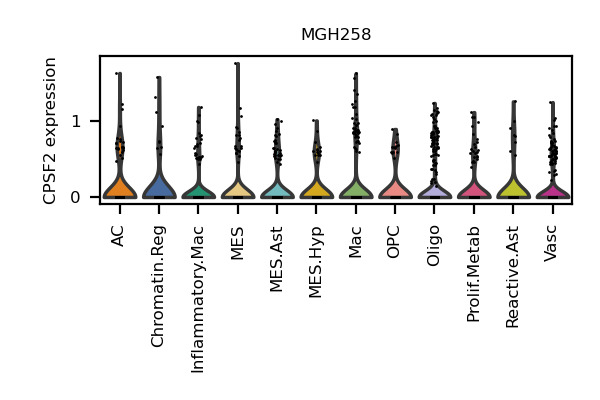 MGH258
CPSF2 expression
1
0
AC
Chromatin.Reg
Inflammatory.Mac
MES
MES.Ast
MES.Hyp
Mac
OPC
Oligo
Prolif.Metab
Reactive.Ast
Vasc